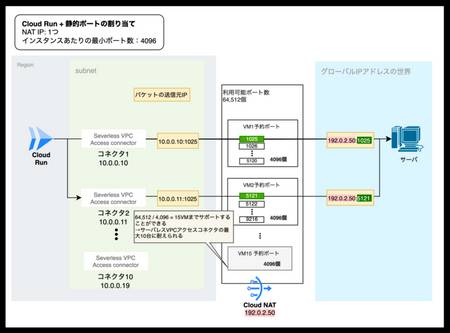 Cloud Run + 静的ポートの割り当て
NAT IP: 1つ
インスタンスあたりの最小ポート数：4096
Region
subnet
パケットの送信元IP
利用可能ポート数
64,512個
グローバルIPアドレスの世界
Cloud
Run
Severless VPC
Access connector
コネクタ1
10.0.0.10
10.0.0.10:1025
VM1予約ポート
1025
1026
5120
4096個
192.0.2.50:1025
サーバ
Severless VPC
Access connector
コネクタ2
10.0.0.11
10.0.0.11:1025
VM2予約ポート
5121
5122
9216
4096個
192.0.2.50:5121
64,512 / 4,096 = 15VMまでサポートする
ことができる
→サーバレスVPCアクセスコネクタの最
大10台に耐えられる
VM15 予約ポート
4096個
Severless VPC
Access connector
コネクタ10
10.0.0.19
Cloud NAT
192.0.2.50